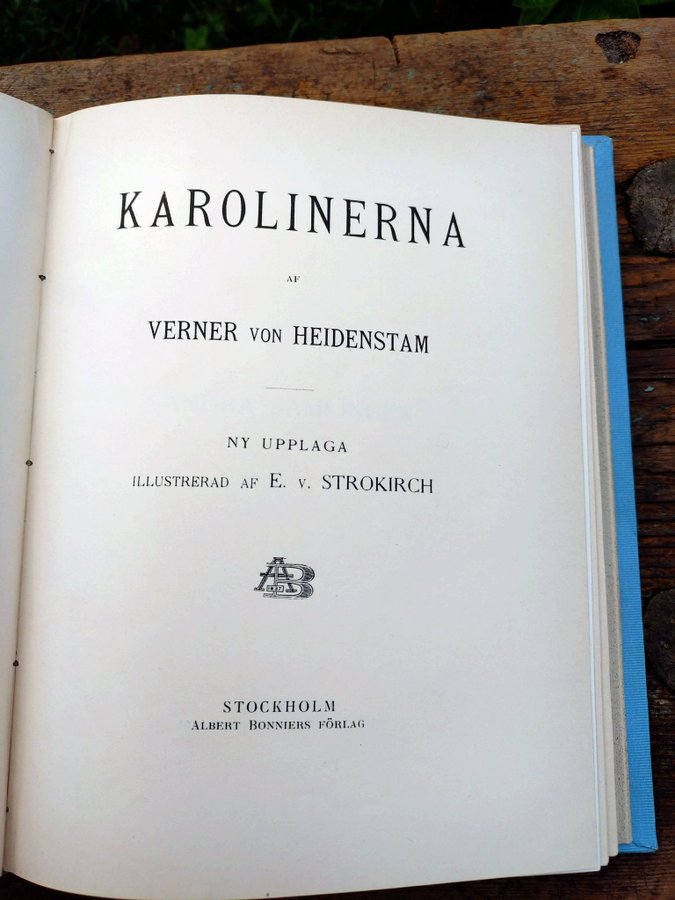 KAROLINERNA
AF
VERNER VON HEIDENSTAM
NY UPPLAGA
ILLUSTRERAD AF E. V. STROKIRCH
AB
STOCKHOLM
ALBERT BONNIERS FÖRLAG